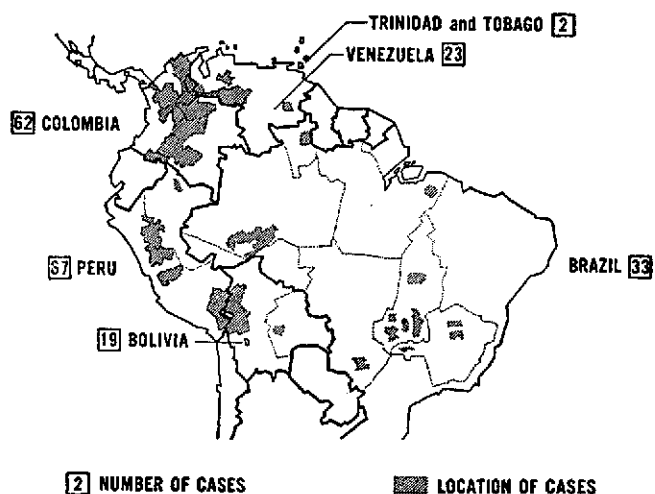 TRINIDAD and TOBAGO 2
VENEZUELA 23
62 COLOMBIA
PERU
BRAZIL 33
19 BOLIVIA
2 NUMBER OF CASES
LOCATION OF CASES